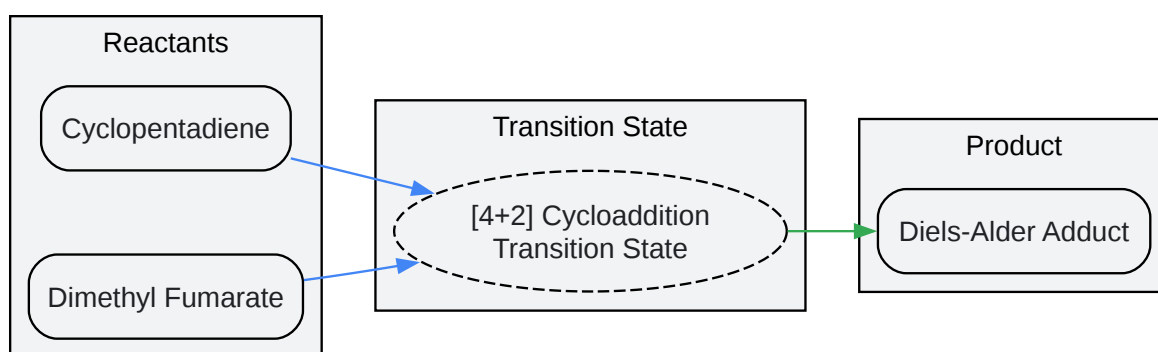 Reactants
Cyclopentadiene
Dimethyl Fumarate
Transition State
[4+2] Cycloaddition
Transition State
Product
Diels-Alder Adduct